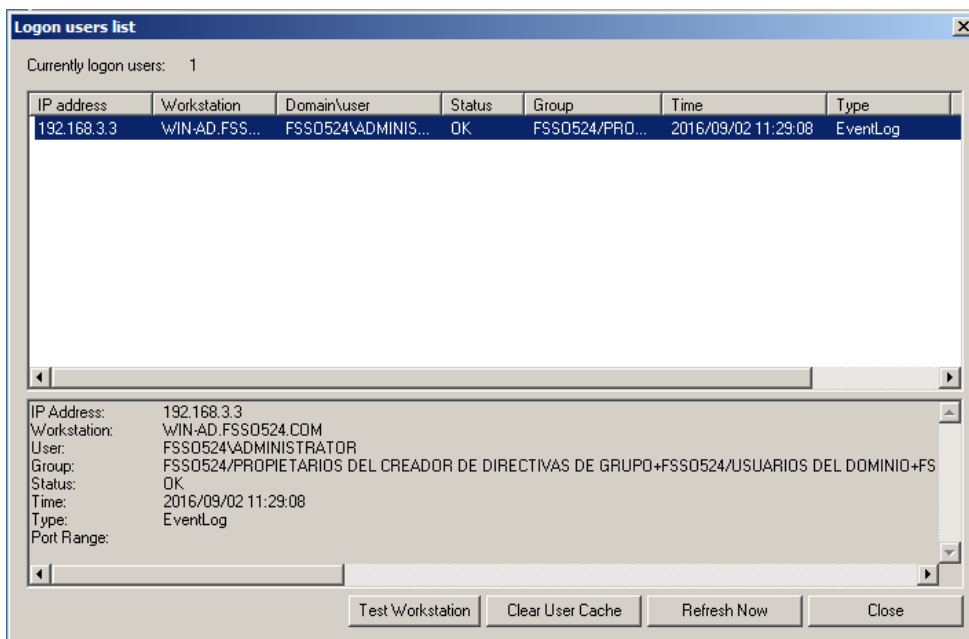 Logon users list
Currently logon users: 1
IP address Workstation Domain\user Status Group Time Type
192.168.3.3 WIN-AD.FSS... FSSO524\ADMINIS... OK FSSO524/PRO... 2016/09/02 11:29:08 EventLog
IP Address: 192.168.3.3
Workstation: WIN-AD.FSSO524.COM
User: FSSO524\ADMINISTRATOR
Group: FSSO524/PROPIETARIOS DEL CREADOR DE DIRECTIVAS DE GRUPO+FSSO524/USUARIOS DEL DOMINIO+FS
Status: OK
Time: 2016/09/02 11:29:08
Type: EventLog
Port Range:
Test Workstation Clear User Cache Refresh Now Close